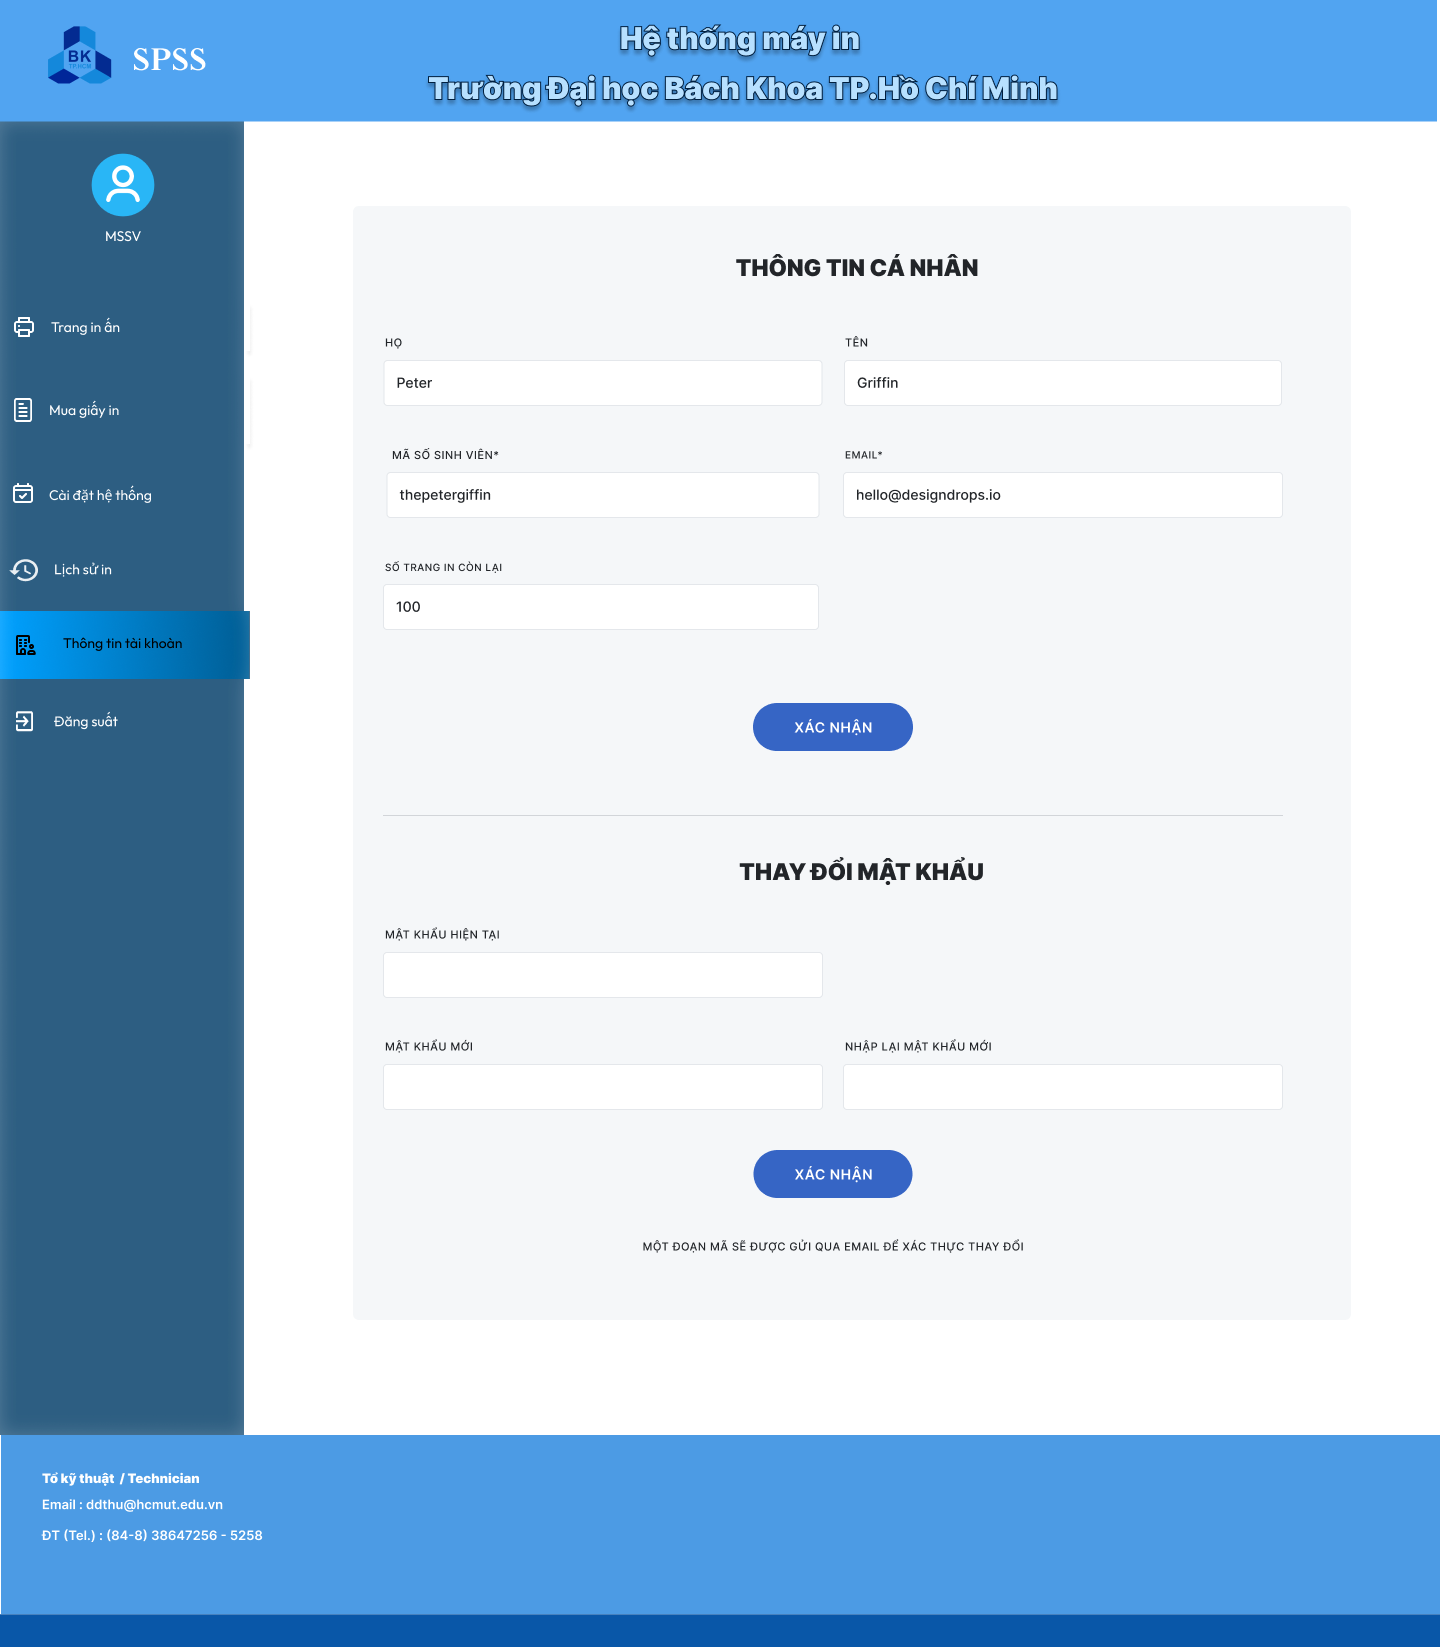 BK
TP.HCM
SPSS
Hệ thống máy in
Trường Đại học Bách Khoa TP.Hồ Chí Minh
MSSV
Trang in ấn
Mua giấy in
Cài đặt hệ thống
Lịch sử in
Thông tin tài khoản
Đăng suất
THÔNG TIN CÁ NHÂN
HỌ
TÊN
Peter
Griffin
MÃ SỐ SINH VIÊN*
EMAIL*
thepetergiffin
hello@designdrops.io
SỐ TRANG IN CÒN LẠI
100
XÁC NHẬN
THAY ĐỔI MẬT KHẨU
MẬT KHẨU HIỆN TẠI
MẬT KHẨU MỚI
NHẬP LẠI MẬT KHẨU MỚI
XÁC NHẬN
MỘT ĐOẠN MÃ SẼ ĐƯỢC GỬI QUA EMAIL ĐỂ XÁC THỰC THAY ĐỔI
Tổ kỹ thuật / Technician
Email : ddthu@hcmut.edu.vn
ĐT (Tel.) : (84-8) 38647256 - 5258